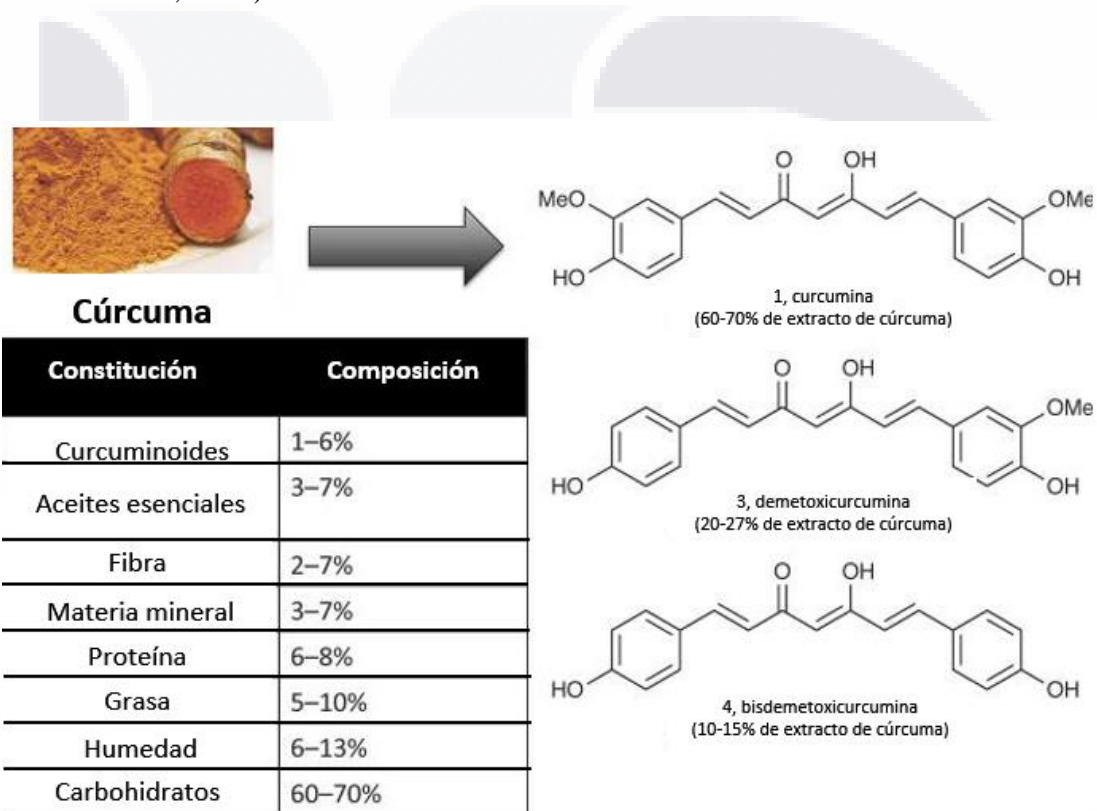 Cúrcuma
Constitución Composición
Curcuminoides 1–6%
Aceites esenciales 3–7%
Fibra 2–7%
Materia mineral 3–7%
Proteína 6–8%
Grasa 5–10%
Humedad 6–13%
Carbohidratos 60–70%
O OH
MeO OMe
HO OH
1, curcumina
(60-70% de extracto de cúrcuma)
O OH
OMe
HO OH
3, demetoxicurcumina
(20-27% de extracto de cúrcuma)
O OH
HO OH
4, bisdemetoxicurcumina
(10-15% de extracto de cúrcuma)